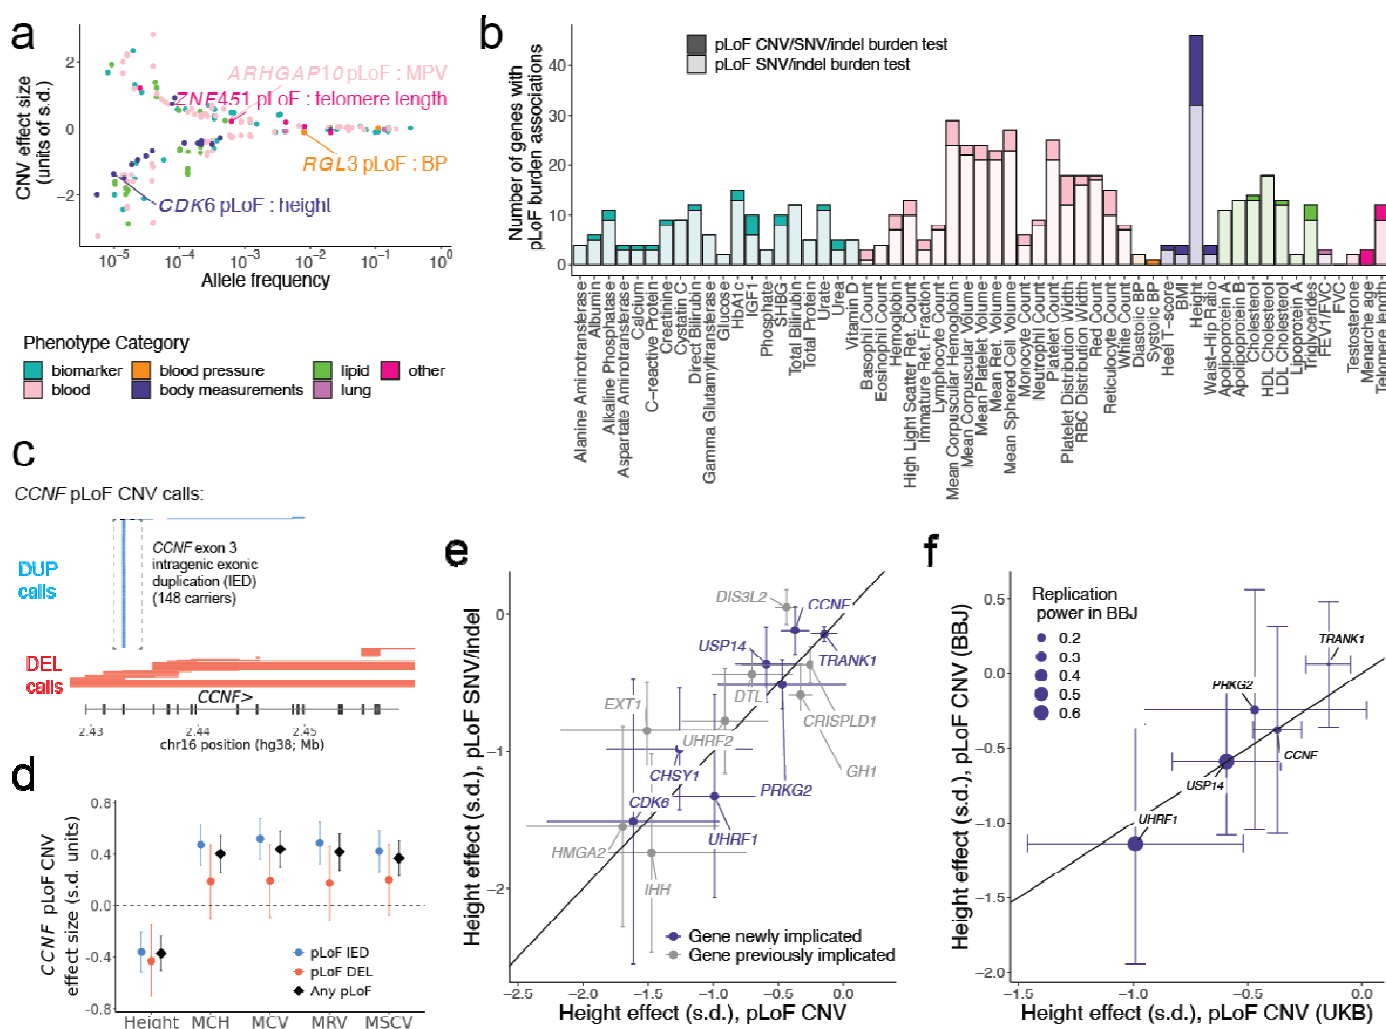 a
CNV effect size
(units of s.d.)
2
0
−2
ARHGAP10 pLoF : MPV
ZNF451 pLoF : telomere length
RGL3 pLoF : BP
CDK6 pLoF : height
10⁻⁵ 10⁻⁴ 10⁻³ 10⁻² 10⁻¹ 10⁰
Allele frequency
Phenotype Category
biomarker
blood pressure
lipid
other
blood
body measurements
lung
b
Number of genes with
pLoF burden associations
40
30
20
10
0
pLoF CNV/SNV/indel burden test
pLoF SNV/indel burden test
Alanine Aminotransferase
Albumin
Alkaline Phosphatase
Aspartate Aminotransferase
Calcium
C−reactive Protein
Creatinine
Cystatin C
Direct Bilirubin
Gamma Glutamyltransferase
Glucose
HbA1c
IGF1
Phosphate
SHBG
Total Bilirubin
Total Protein
Urate
Urea
Vitamin D
Basophil Count
Eosinophil Count
Hemoglobin
High Light Scatter Ret. Count
Immature Ret. Fraction
Lymphocyte Count
Mean Corpuscular Hemoglobin
Mean Corpuscular Volume
Mean Platelet Volume
Mean Ret. Volume
Mean Sphered Cell Volume
Monocyte Count
Neutrophil Count
Platelet Count
Platelet Distribution Width
RBC Distribution Width
Red Count
Reticulocyte Count
White Count
Diastolic BP
Systolic BP
Heel T−score
BMI
Height
Waist−Hip Ratio
Apolipoprotein A
Apolipoprotein B
Cholesterol
HDL Cholesterol
LDL Cholesterol
Lipoprotein A
Triglycerides
FEV1/FVC
FVC
Testosterone
Menarche age
Telomere length
c
CCNF pLoF CNV calls:
DUP
calls
CCNF exon 3
intragenic exonic
duplication (IED)
(148 carriers)
DEL
calls
CCNF>
2.43 2.44 2.45
chr16 position (hg38; Mb)
d
CCNF pLoF CNV
effect size (s.d. units)
0.8
0.4
0.0
-0.4
-0.8
pLoF IED
pLoF DEL
Any pLoF
Height MCH MCV MRV MSCV
e
Height effect (s.d.), pLoF SNV/indel
0
−1
−2
DIS3L2
CCNF
USP14
TRANK1
DTL
CRISPLD1
EXT1
UHRF2
GH1
CHSY1
PRKG2
CDK6
UHRF1
HMGA2
IHH
Gene newly implicated
Gene previously implicated
−2.5 −2.0 −1.5 −1.0 −0.5 0.0
Height effect (s.d.), pLoF CNV
f
Height effect (s.d.), pLoF CNV (BBJ)
0.5
0.0
−0.5
−1.0
−1.5
−2.0
Replication
power in BBJ
0.2
0.3
0.4
0.5
0.6
TRANK1
PRKG2
CCNF
USP14
UHRF1
−1.5 −1.0 −0.5 0.0
Height effect (s.d.), pLoF CNV (UKB)